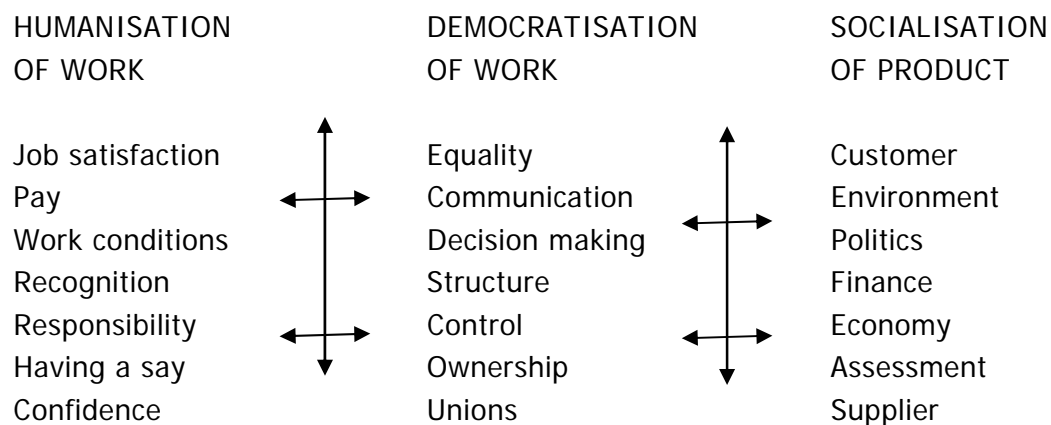 HUMANISATION
OF WORK
Job satisfaction
Pay
Work conditions
Recognition
Responsibility
Having a say
Confidence
DEMOCRATISATION
OF WORK
Equality
Communication
Decision making
Structure
Control
Ownership
Unions
SOCIALISATION
OF PRODUCT
Customer
Environment
Politics
Finance
Economy
Assessment
Supplier